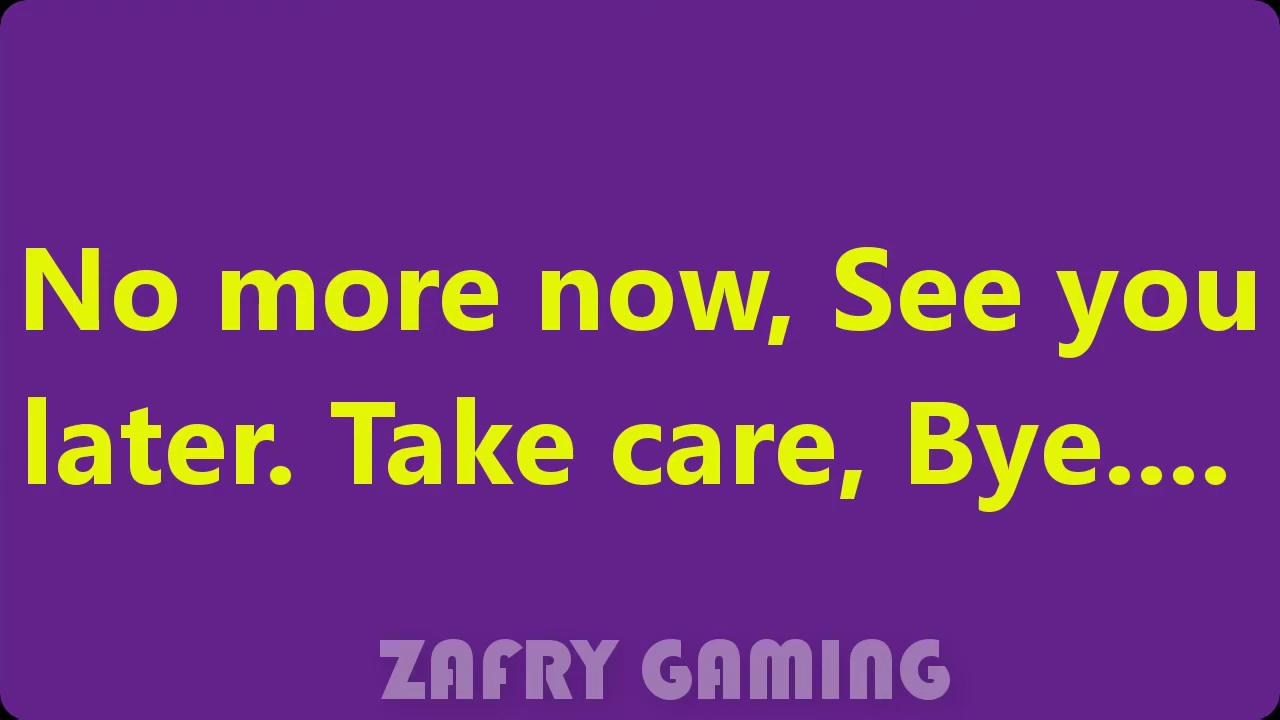 No more now, See you
later. Take care, Bye....
ZAFRY GAMING